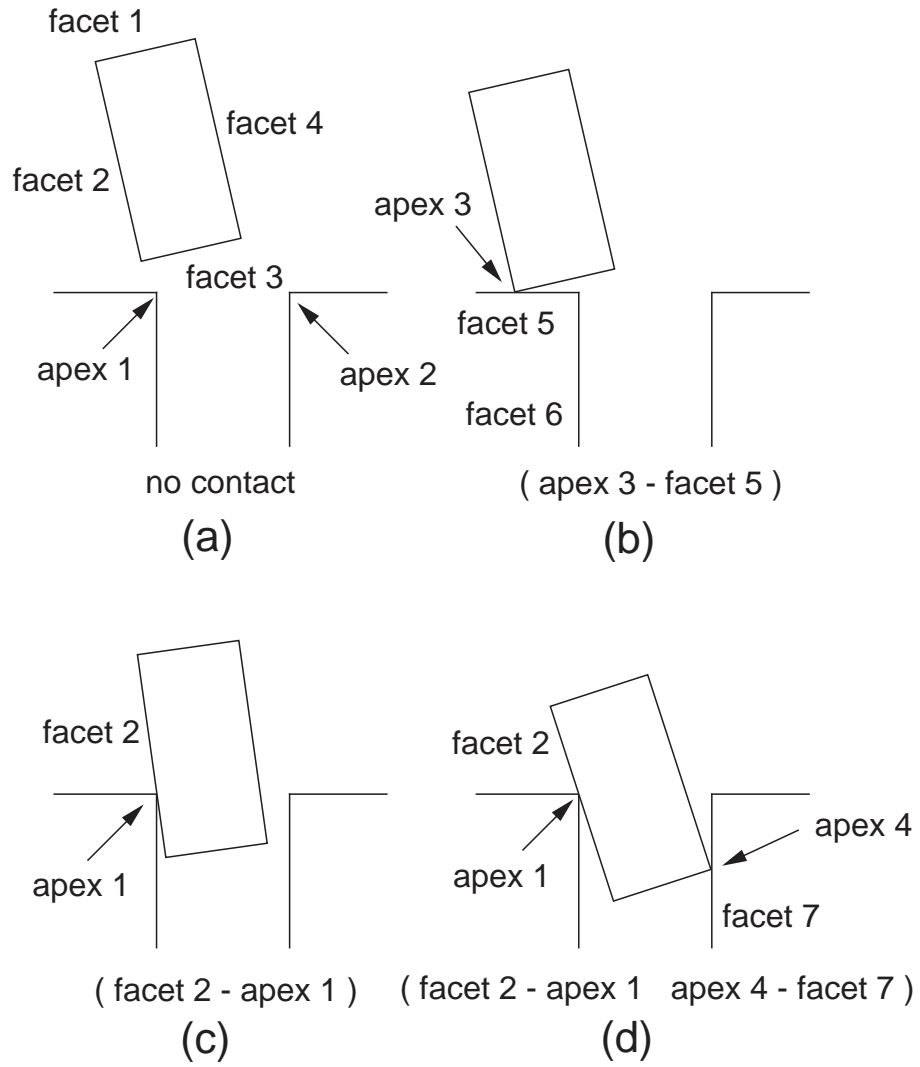 facet 1
facet 4
facet 2
apex 3
facet 3
facet 5
apex 1
apex 2
facet 6
no contact
( apex 3 - facet 5 )
(a)
(b)
facet 2
facet 2
apex 4
apex 1
apex 1
facet 7
( facet 2 - apex 1 )
( facet 2 - apex 1 apex 4 - facet 7 )
(c)
(d)